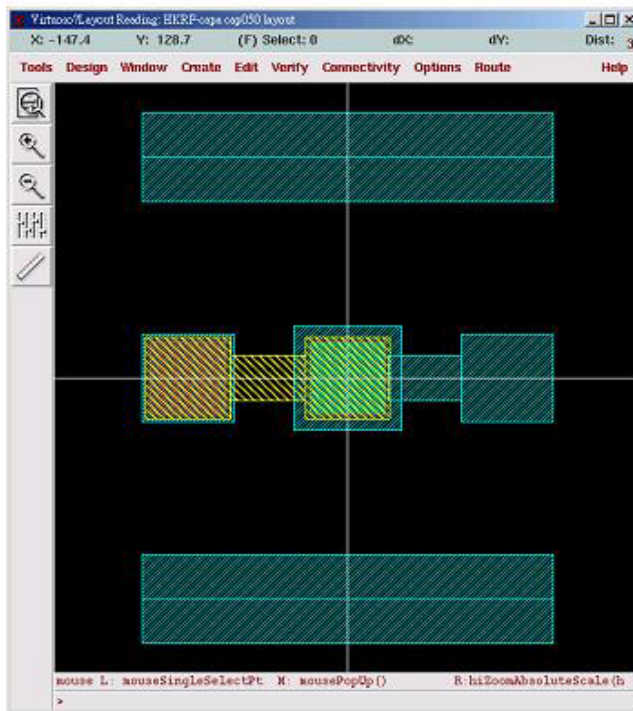 Virtuoso?Layout Reading: HKRF-capa cap050 layout
X: -147.4 Y: 128.7 (F) Select: 0 dX: dY: Dist: 3
Tools Design Window Create Edit Verify Connectivity Options Route Help
mouse L: mouseSingleSelectPt M: mousePopUp() R:hiZoomAbsoluteScale(h
>